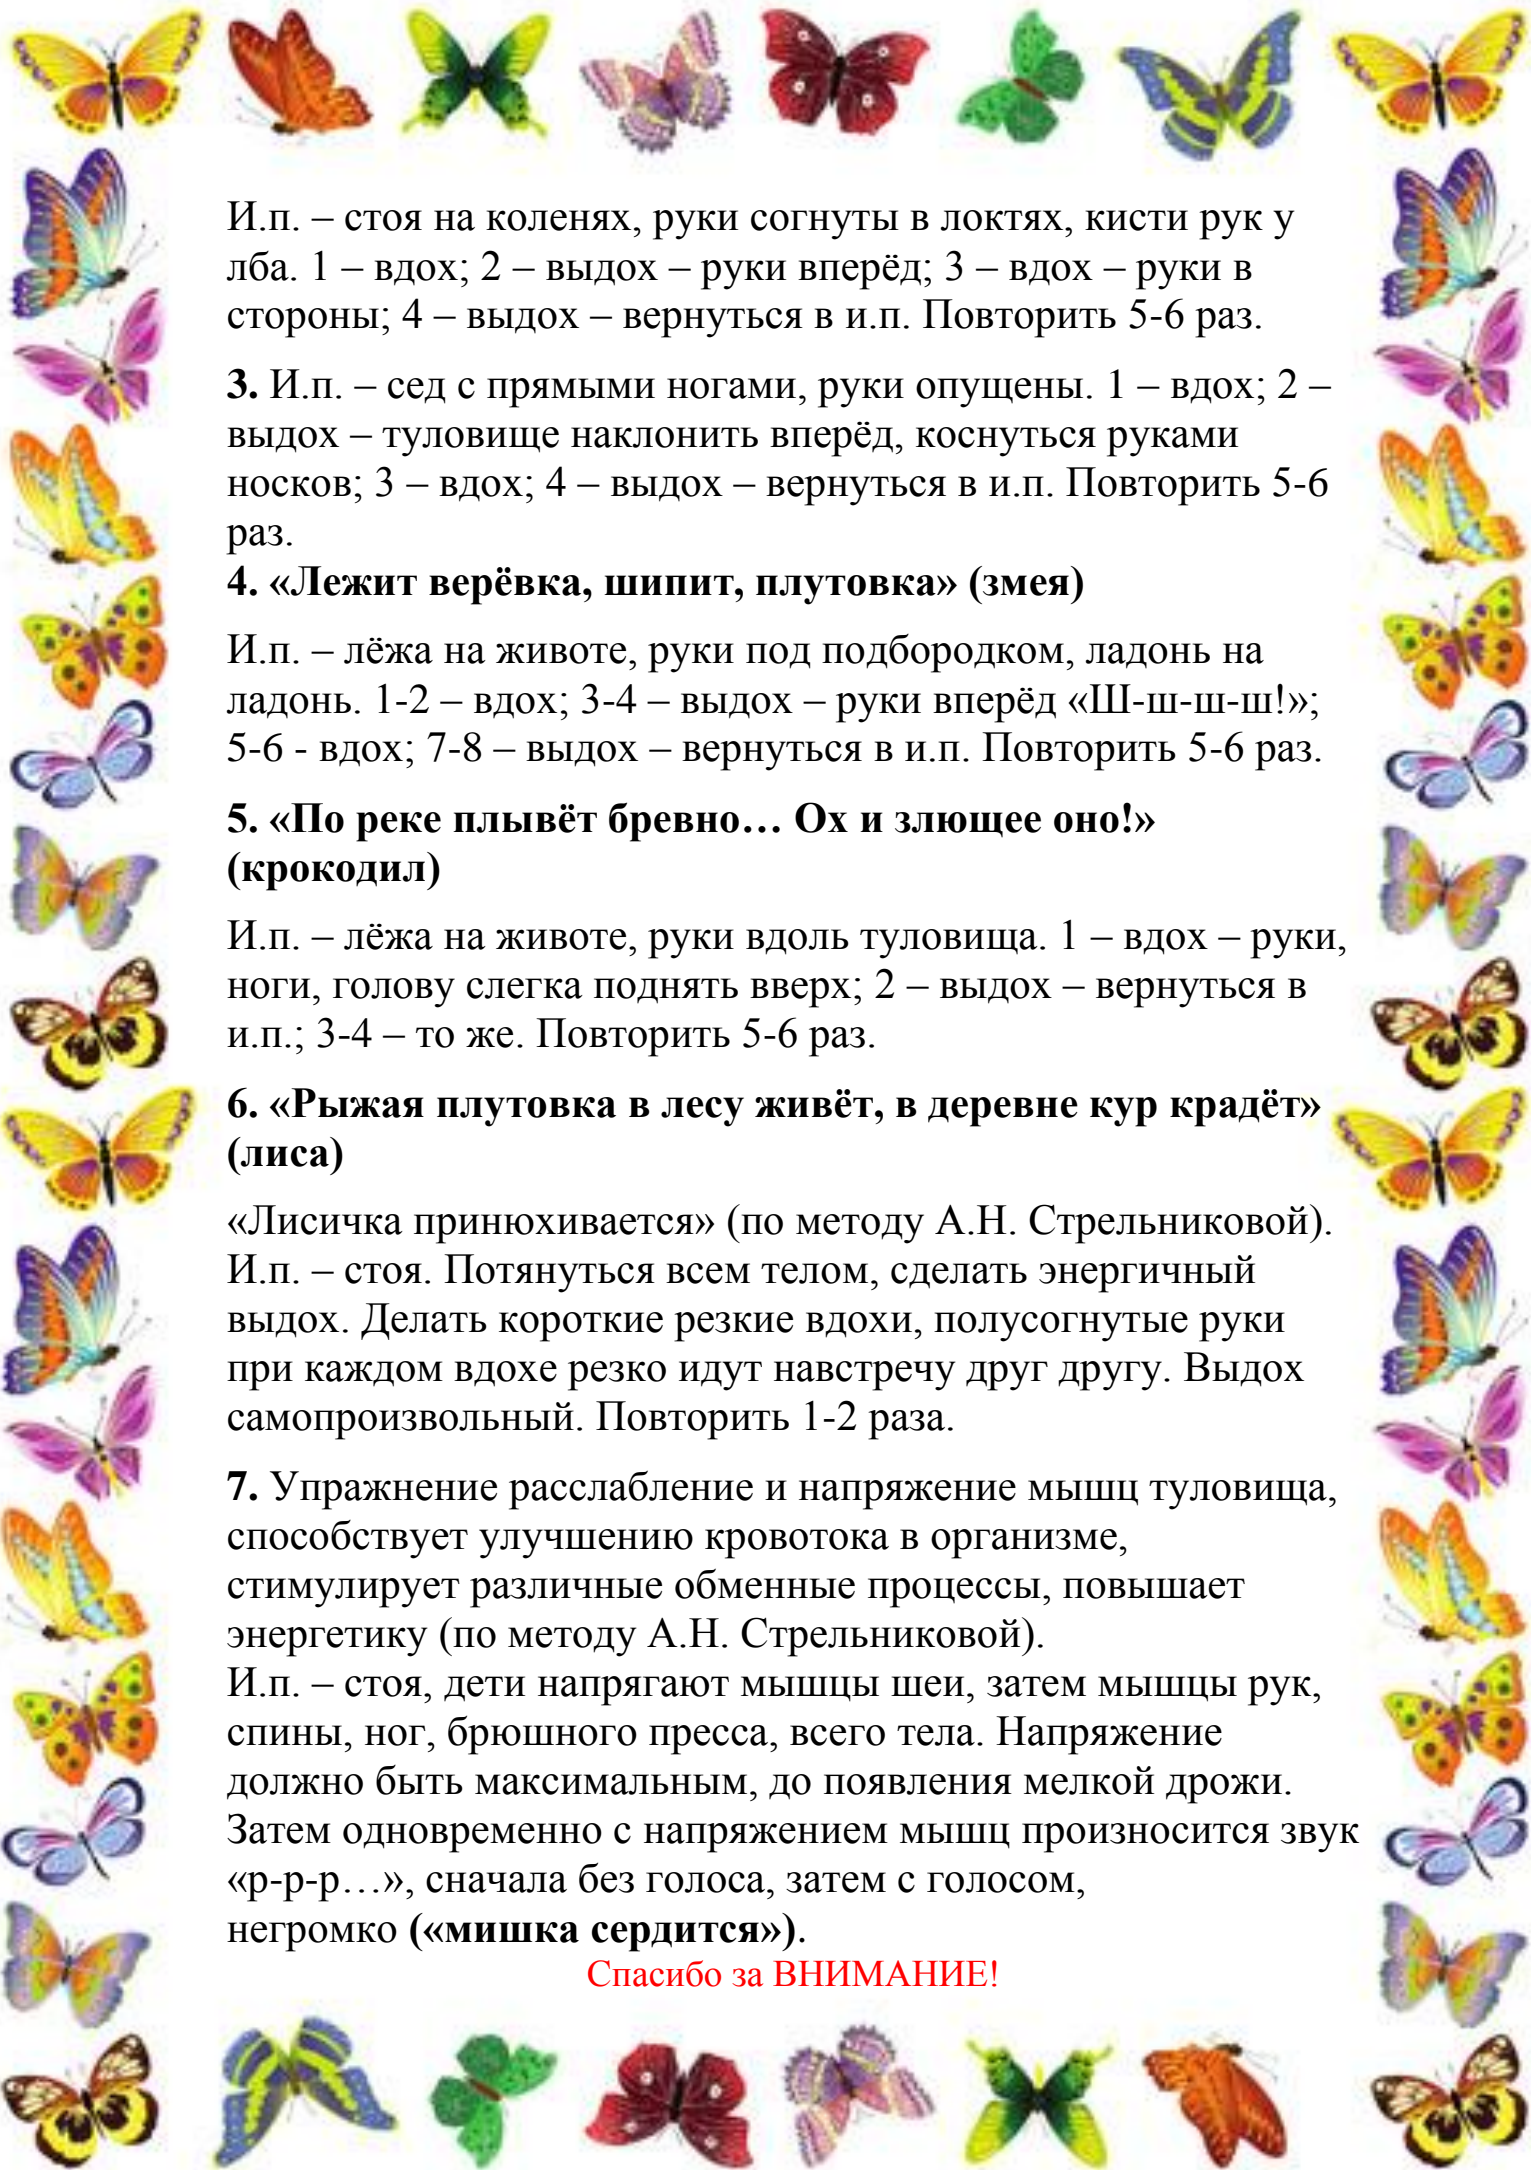 И.п. – стоя на коленях, руки согнуты в локтях, кисти рук у
лба. 1 – вдох; 2 – выдох – руки вперёд; 3 – вдох – руки в
стороны; 4 – выдох – вернуться в и.п. Повторить 5-6 раз.
3. И.п. – сед с прямыми ногами, руки опущены. 1 – вдох; 2 –
выдох – туловище наклонить вперёд, коснуться руками
носков; 3 – вдох; 4 – выдох – вернуться в и.п. Повторить 5-6
раз.
4. «Лежит верёвка, шипит, плутовка» (змея)
И.п. – лёжа на животе, руки под подбородком, ладонь на
ладонь. 1-2 – вдох; 3-4 – выдох – руки вперёд «Ш-ш-ш-ш!»;
5-6 - вдох; 7-8 – выдох – вернуться в и.п. Повторить 5-6 раз.
5. «По реке плывёт бревно… Ох и злющее оно!»
(крокодил)
И.п. – лёжа на животе, руки вдоль туловища. 1 – вдох – руки,
ноги, голову слегка поднять вверх; 2 – выдох – вернуться в
и.п.; 3-4 – то же. Повторить 5-6 раз.
6. «Рыжая плутовка в лесу живёт, в деревне кур крадёт»
(лиса)
«Лисичка принюхивается» (по методу А.Н. Стрельниковой).
И.п. – стоя. Потянуться всем телом, сделать энергичный
выдох. Делать короткие резкие вдохи, полусогнутые руки
при каждом вдохе резко идут навстречу друг другу. Выдох
самопроизвольный. Повторить 1-2 раза.
7. Упражнение расслабление и напряжение мышц туловища,
способствует улучшению кровотока в организме,
стимулирует различные обменные процессы, повышает
энергетику (по методу А.Н. Стрельниковой).
И.п. – стоя, дети напрягают мышцы шеи, затем мышцы рук,
спины, ног, брюшного пресса, всего тела. Напряжение
должно быть максимальным, до появления мелкой дрожи.
Затем одновременно с напряжением мышц произносится звук
«р-р-р…», сначала без голоса, затем с голосом,
негромко («мишка сердится»).
Спасибо за ВНИМАНИЕ!